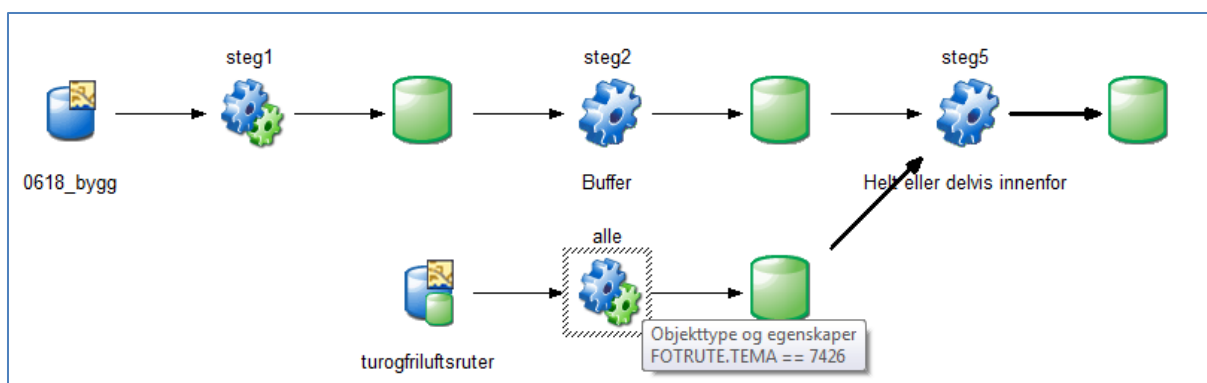 steg1
steg2
steg5
0618_bygg
Buffer
Helt eller delvis innenfor
alle
Objekttype og egenskaper
FOTRUTE.TEMA == 7426
turogfriluftsruter